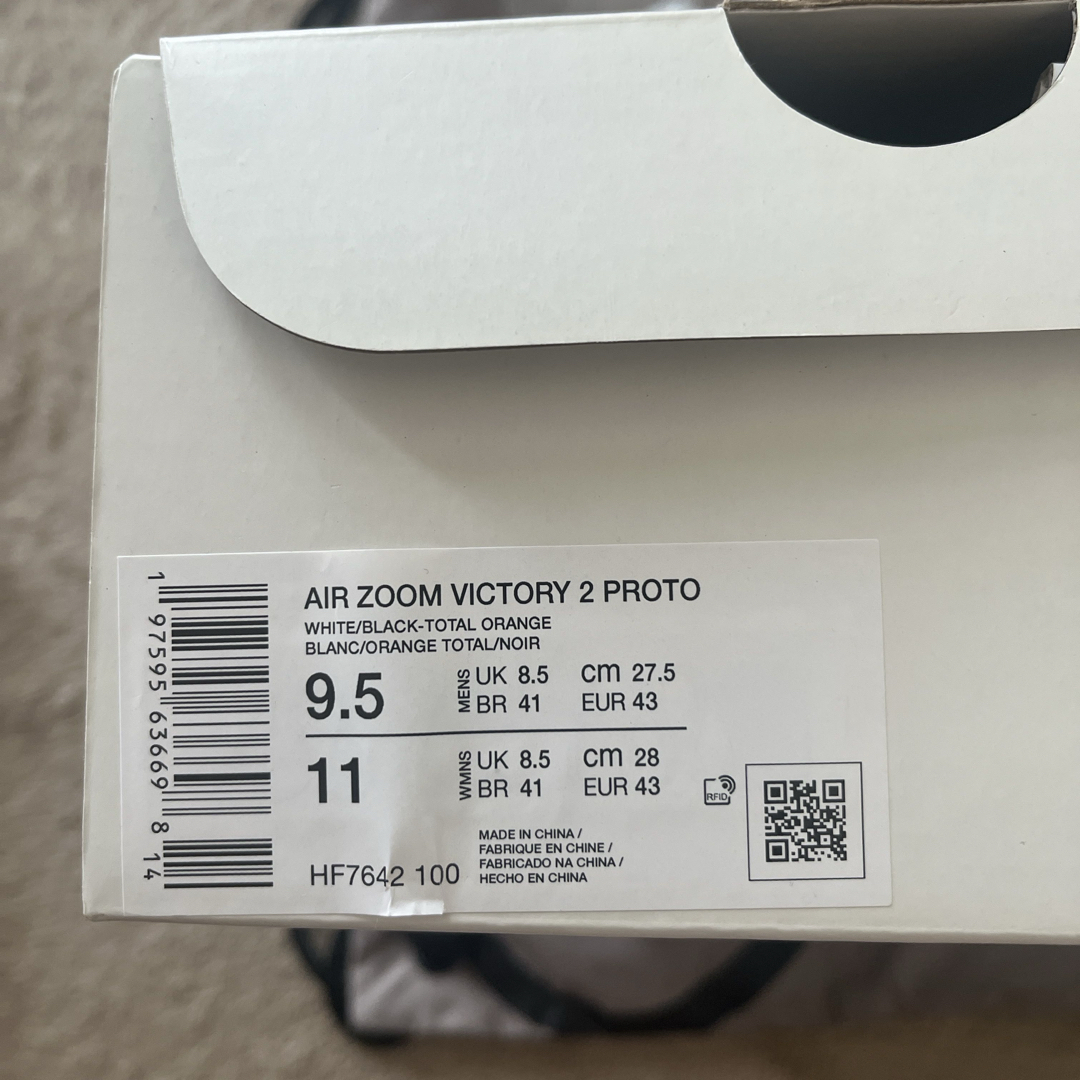 AIR ZOOM VICTORY 2 PROTO
WHITE/BLACK-TOTAL ORANGE
BLANC/ORANGE TOTAL/NOIR
9.5 MENS UK 8.5 cm 27.5
BR 41 EUR 43
11 WMNS UK 8.5 cm 28
BR 41 EUR 43
RFID
MADE IN CHINA /
FABRIQUE EN CHINE /
FABRICADO NA CHINA /
HECHO EN CHINA
HF7642 100
1 97595 63669 8 14